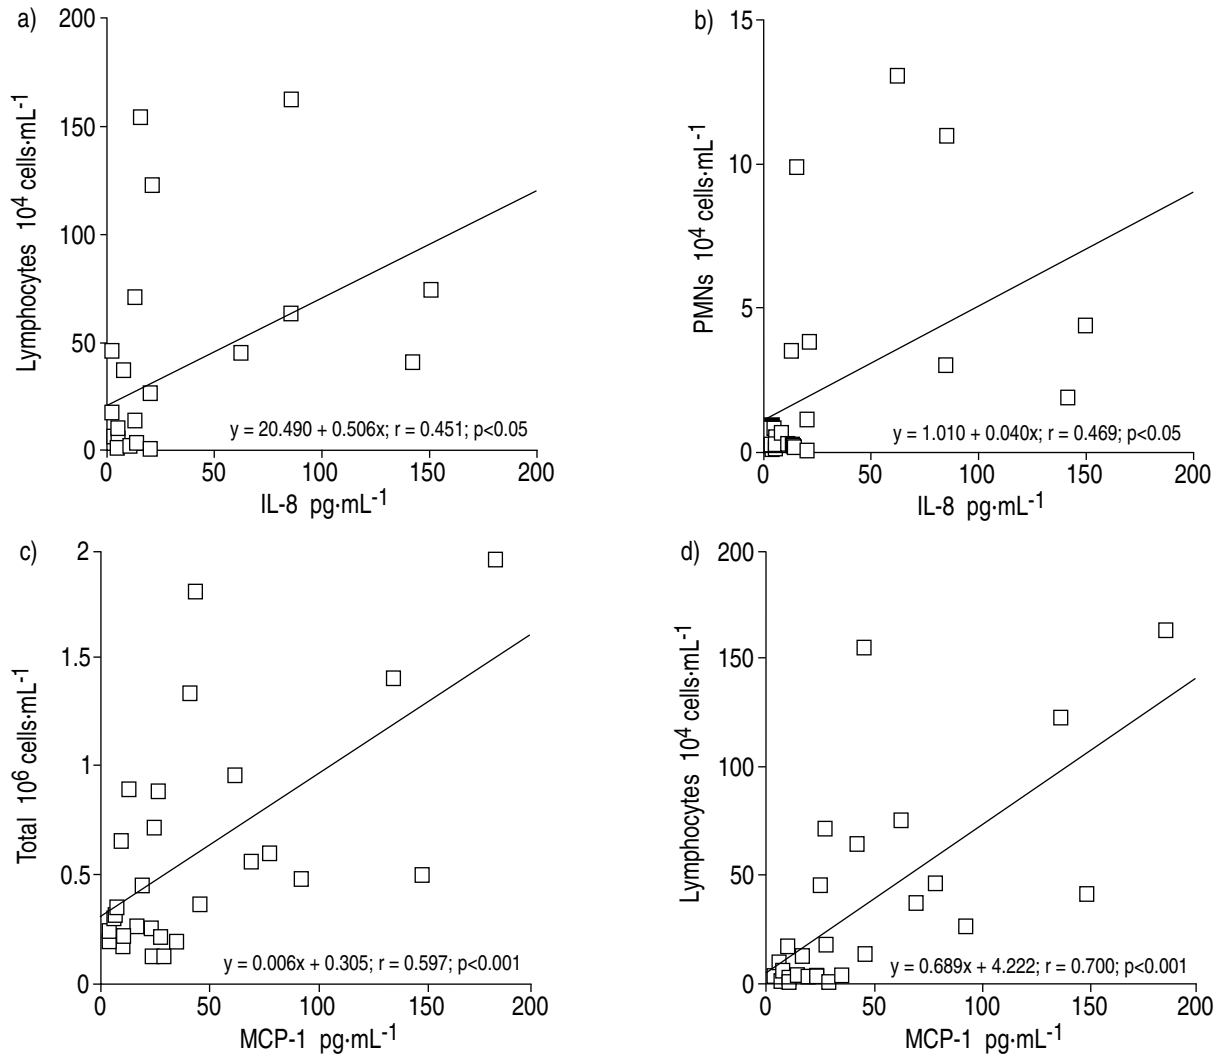 a)
200
150
100
50
0
Lymphocytes 10⁴ cells·mL⁻¹
y = 20.490 + 0.506x; r = 0.451; p<0.05
0 50 100 150 200
IL-8 pg·mL⁻¹
b)
15
10
5
0
PMNs 10⁴ cells·mL⁻¹
y = 1.010 + 0.040x; r = 0.469; p<0.05
0 50 100 150 200
IL-8 pg·mL⁻¹
c)
2
1.5
1
0.5
0
Total 10⁶ cells·mL⁻¹
y = 0.006x + 0.305; r = 0.597; p<0.001
0 50 100 150 200
MCP-1 pg·mL⁻¹
d)
200
150
100
50
0
Lymphocytes 10⁴ cells·mL⁻¹
y = 0.689x + 4.222; r = 0.700; p<0.001
0 50 100 150 200
MCP-1 pg·mL⁻¹